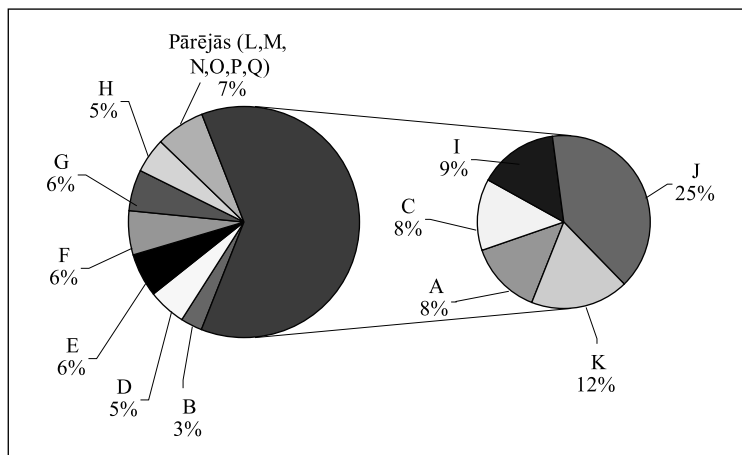 Pārējās (L,M,
N,O,P,Q)
7%
H
5%
G
6%
F
6%
E
6%
D
5%
B
3%
I
9%
J
25%
C
8%
A
8%
K
12%